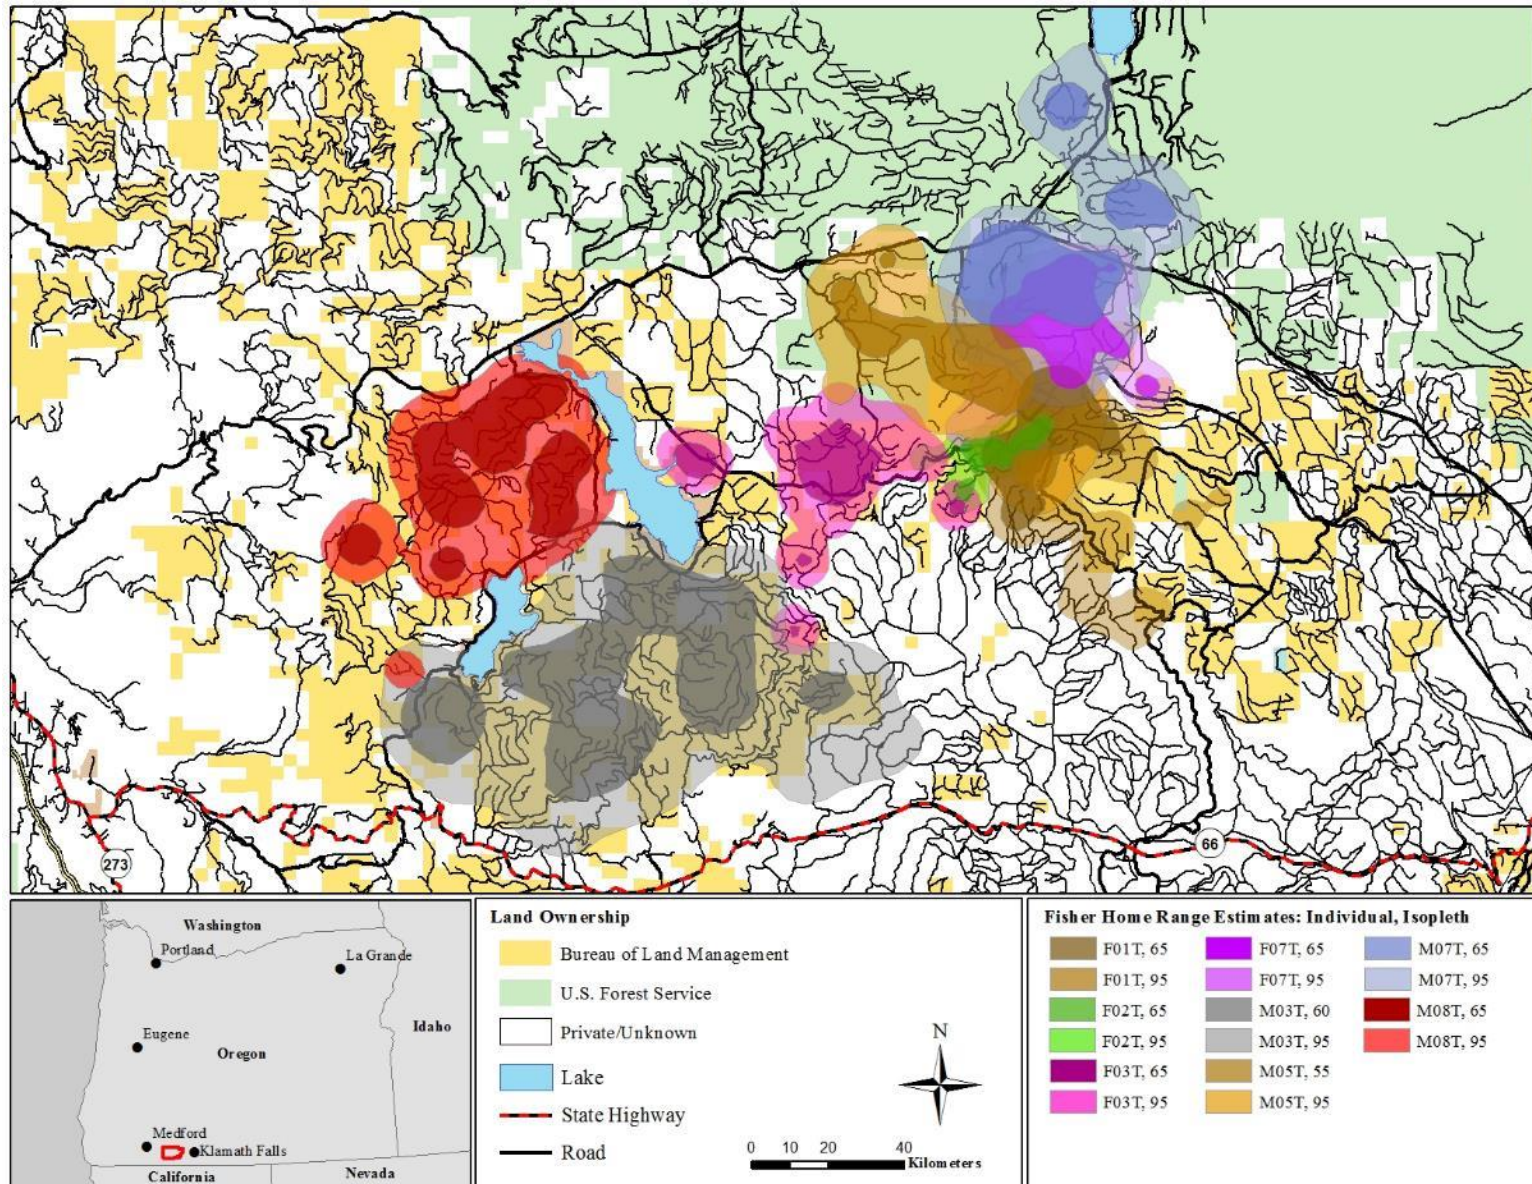 273
66
Washington
Portland
La Grande
Eugene
Idaho
Oregon
Medford
Klamath Falls
California
Nevada
Land Ownership
Bureau of Land Management
U.S. Forest Service
Private/Unknown
Lake
State Highway
Road
N
0 10 20 40
Kilometers
Fisher Home Range Estimates: Individual, Isopleth
F01T, 65
F01T, 95
F02T, 65
F02T, 95
F03T, 65
F03T, 95
F07T, 65
F07T, 95
M03T, 60
M03T, 95
M05T, 55
M05T, 95
M07T, 65
M07T, 95
M08T, 65
M08T, 95